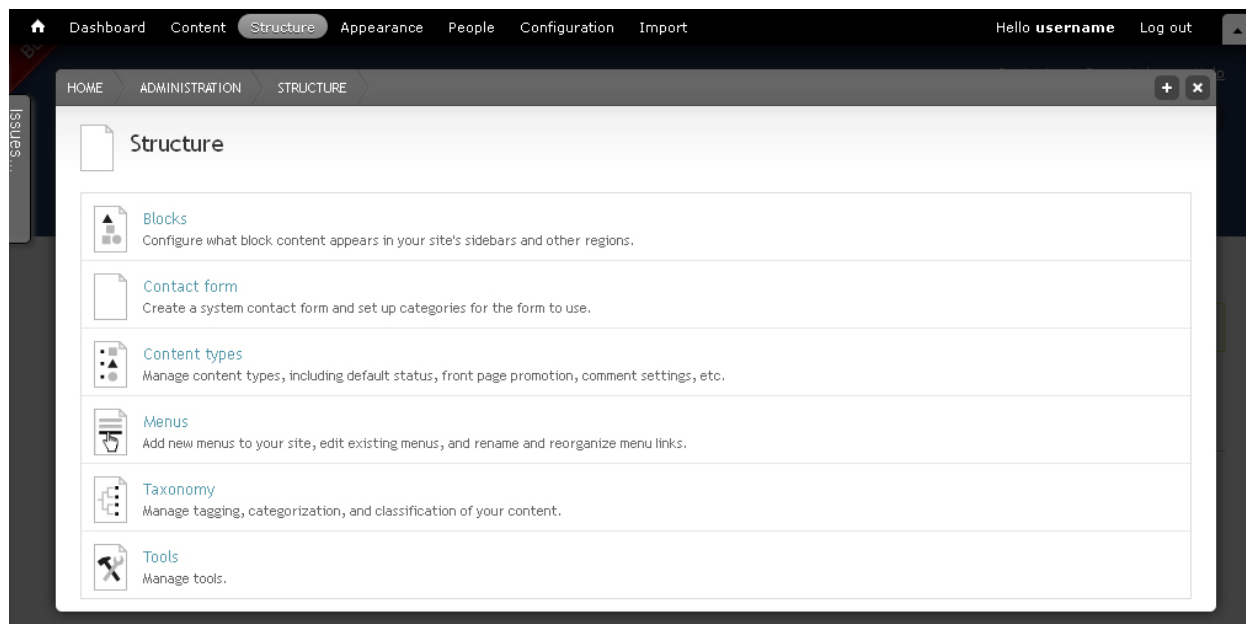 Dashboard Content Structure Appearance People Configuration Import Hello username Log out
HOME ADMINISTRATION STRUCTURE
Issues...
Structure
Blocks
Configure what block content appears in your site's sidebars and other regions.
Contact form
Create a system contact form and set up categories for the form to use.
Content types
Manage content types, including default status, front page promotion, comment settings, etc.
Menus
Add new menus to your site, edit existing menus, and rename and reorganize menu links.
Taxonomy
Manage tagging, categorization, and classification of your content.
Tools
Manage tools.